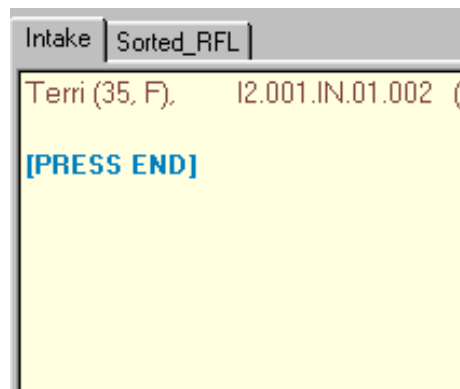 Intake Sorted_RFL
Terri (35, F), I2.001.IN.01.002 (
[PRESS END]